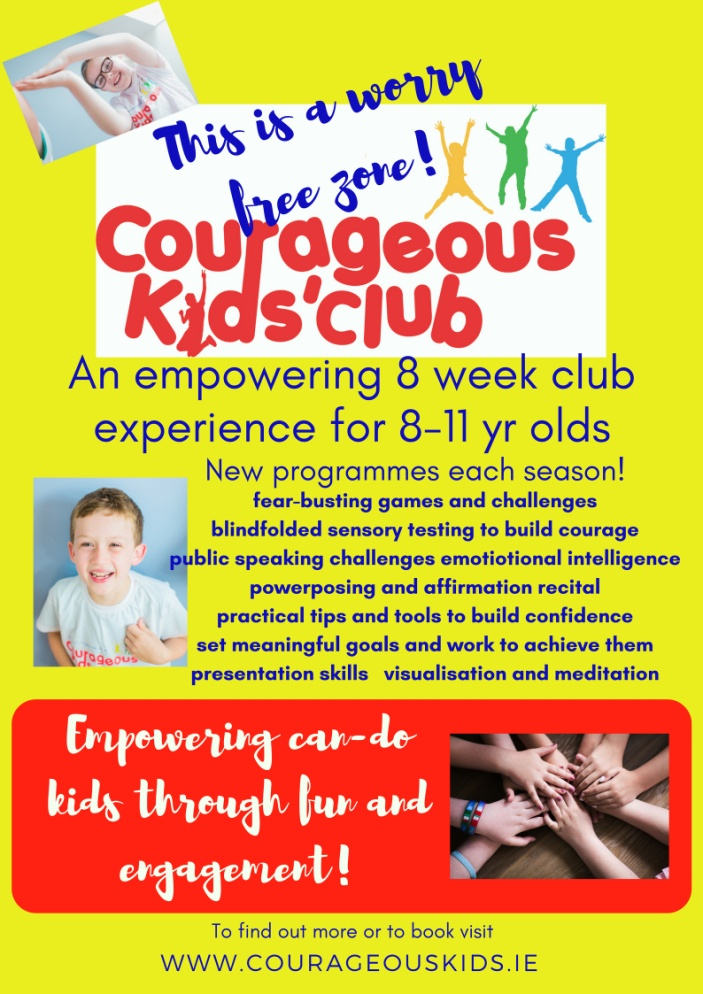 This is a worry
free zone!
Courageous
Kids'club
An empowering 8 week club
experience for 8-11 yr olds
New programmes each season!
fear-busting games and challenges
blindfolded sensory testing to build courage
public speaking challenges emotiotional intelligence
powerposing and affirmation recital
practical tips and tools to build confidence
set meaningful goals and work to achieve them
presentation skills visualisation and meditation
Empowering can-do
kids through fun and
engagement!
To find out more or to book visit
WWW.COURAGEOUSKIDS.IE